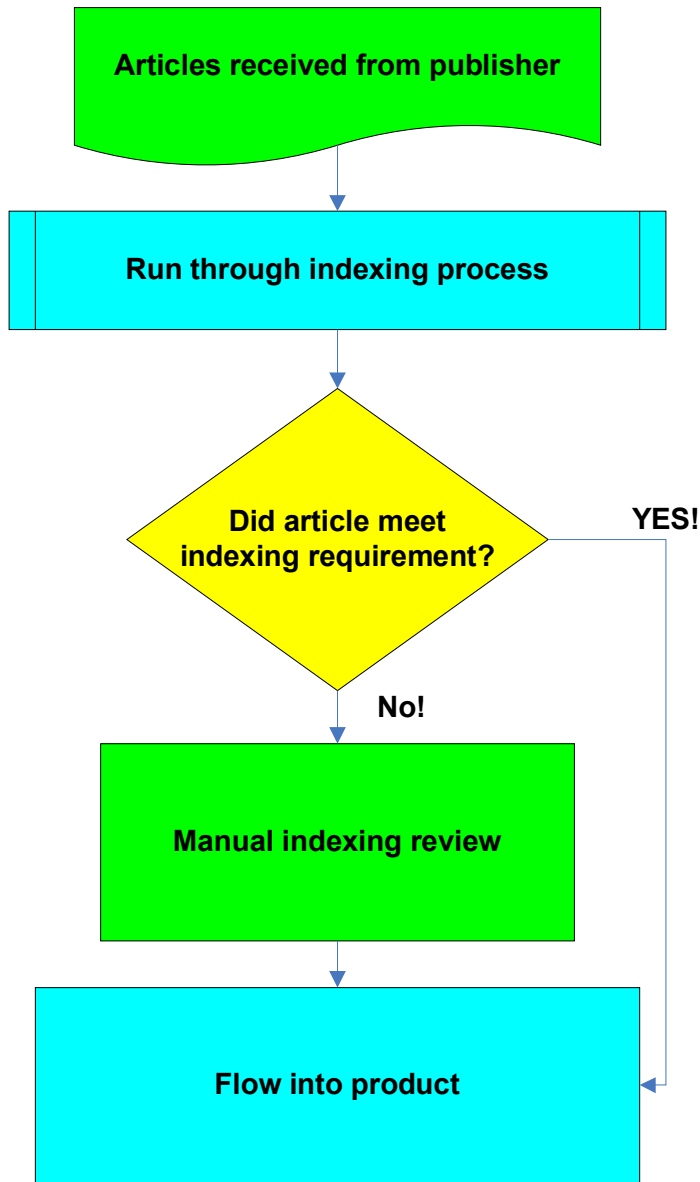 Articles received from publisher
Run through indexing process
Did article meet
indexing requirement?
YES!
No!
Manual indexing review
Flow into product